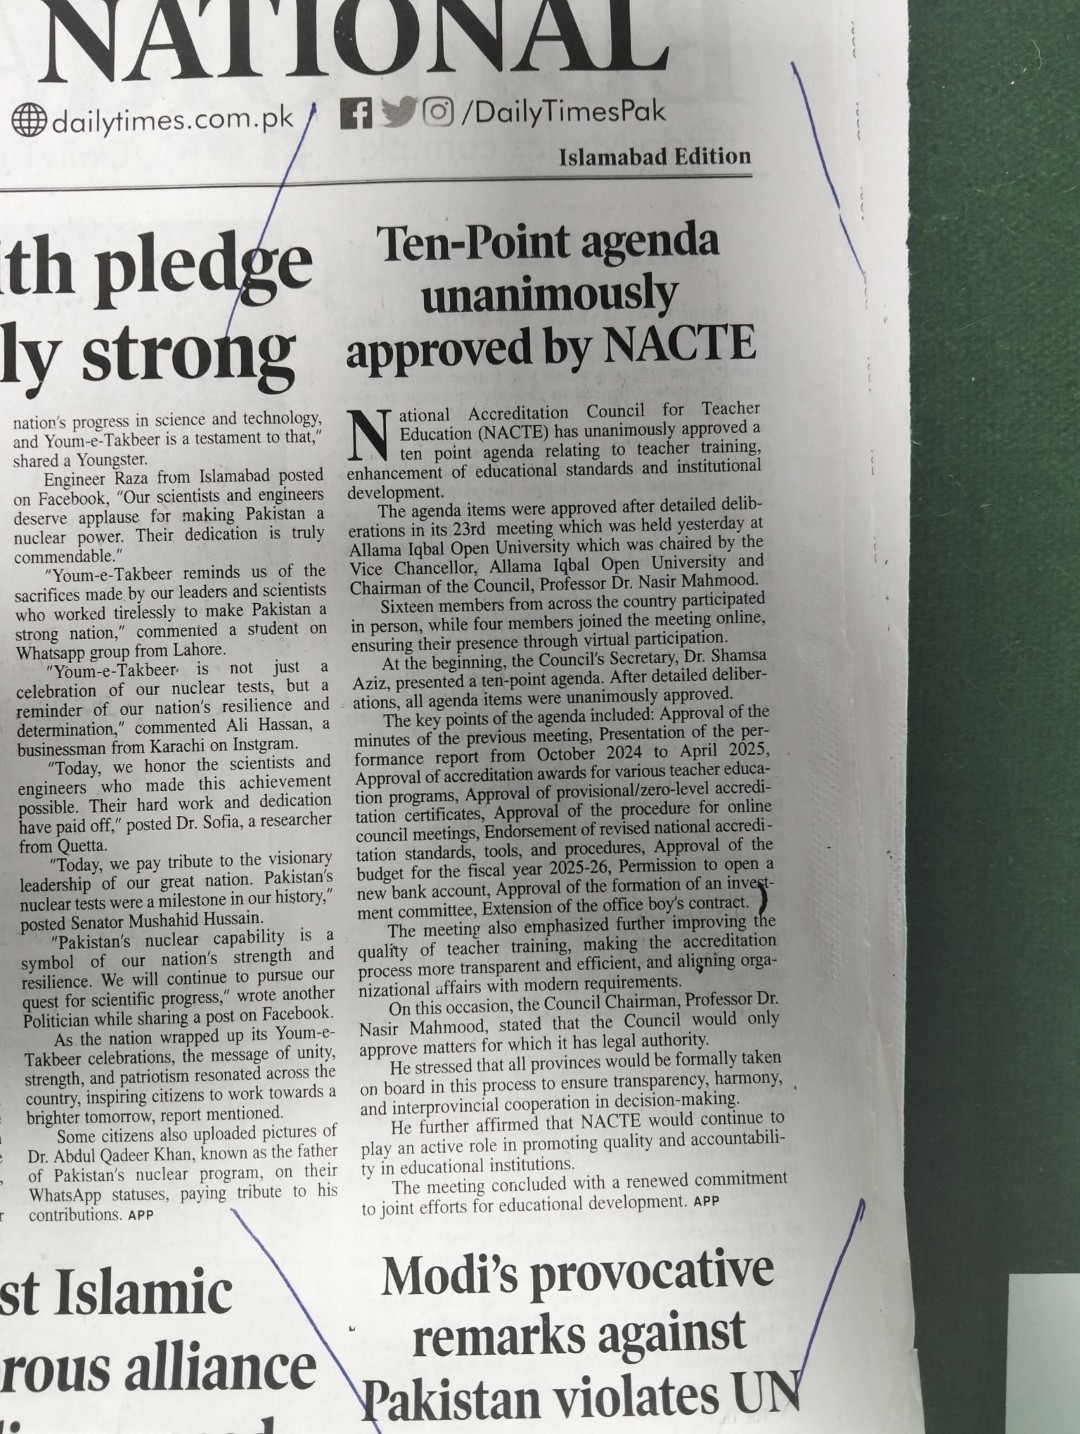 NATIONAL
dailytimes.com.pk /DailyTimesPak
Islamabad Edition
ith pledge
ly strong
nation's progress in science and technology,
and Youm-e-Takbeer is a testament to that,"
shared a Youngster.
Engineer Raza from Islamabad posted
on Facebook, "Our scientists and engineers
deserve applause for making Pakistan a
nuclear power. Their dedication is truly
commendable."
"Youm-e-Takbeer reminds us of the
sacrifices made by our leaders and scientists
who worked tirelessly to make Pakistan a
strong nation," commented a student on
Whatsapp group from Lahore.
"Youm-e-Takbeer is not just a
celebration of our nuclear tests, but a
reminder of our nation's resilience and
determination," commented Ali Hassan, a
businessman from Karachi on Instgram.
"Today, we honor the scientists and
engineers who made this achievement
possible. Their hard work and dedication
have paid off," posted Dr. Sofia, a researcher
from Quetta.
"Today, we pay tribute to the visionary
leadership of our great nation. Pakistan's
nuclear tests were a milestone in our history,"
posted Senator Mushahid Hussain.
"Pakistan's nuclear capability is a
symbol of our nation's strength and
resilience. We will continue to pursue our
quest for scientific progress," wrote another
Politician while sharing a post on Facebook.
As the nation wrapped up its Youm-e-
Takbeer celebrations, the message of unity,
strength, and patriotism resonated across the
country, inspiring citizens to work towards a
brighter tomorrow, report mentioned.
Some citizens also uploaded pictures of
Dr. Abdul Qadeer Khan, known as the father
of Pakistan's nuclear program, on their
WhatsApp statuses, paying tribute to his
contributions. APP
Ten-Point agenda
unanimously
approved by NACTE
National Accreditation Council for Teacher
Education (NACTE) has unanimously approved a
ten point agenda relating to teacher training,
enhancement of educational standards and institutional
development.
The agenda items were approved after detailed delib-
erations in its 23rd meeting which was held yesterday at
Allama Iqbal Open University which was chaired by the
Vice Chancellor, Allama Iqbal Open University and
Chairman of the Council, Professor Dr. Nasir Mahmood.
Sixteen members from across the country participated
in person, while four members joined the meeting online,
ensuring their presence through virtual participation.
At the beginning, the Council's Secretary, Dr. Shamsa
Aziz, presented a ten-point agenda. After detailed deliber-
ations, all agenda items were unanimously approved.
The key points of the agenda included: Approval of the
minutes of the previous meeting, Presentation of the per-
formance report from October 2024 to April 2025,
Approval of accreditation awards for various teacher educa-
tion programs, Approval of provisional/zero-level accredi-
tation certificates, Approval of the procedure for online
council meetings, Endorsement of revised national accredi-
tation standards, tools, and procedures, Approval of the
budget for the fiscal year 2025-26, Permission to open a
new bank account, Approval of the formation of an invest-
ment committee, Extension of the office boy's contract.
The meeting also emphasized further improving the
quality of teacher training, making the accreditation
process more transparent and efficient, and aligning orga-
nizational affairs with modern requirements.
On this occasion, the Council Chairman, Professor Dr.
Nasir Mahmood, stated that the Council would only
approve matters for which it has legal authority.
He stressed that all provinces would be formally taken
on board in this process to ensure transparency, harmony,
and interprovincial cooperation in decision-making.
He further affirmed that NACTE would continue to
play an active role in promoting quality and accountabili-
ty in educational institutions.
The meeting concluded with a renewed commitment
to joint efforts for educational development. APP
st Islamic
rous alliance
Modi's provocative
remarks against
Pakistan violates UN